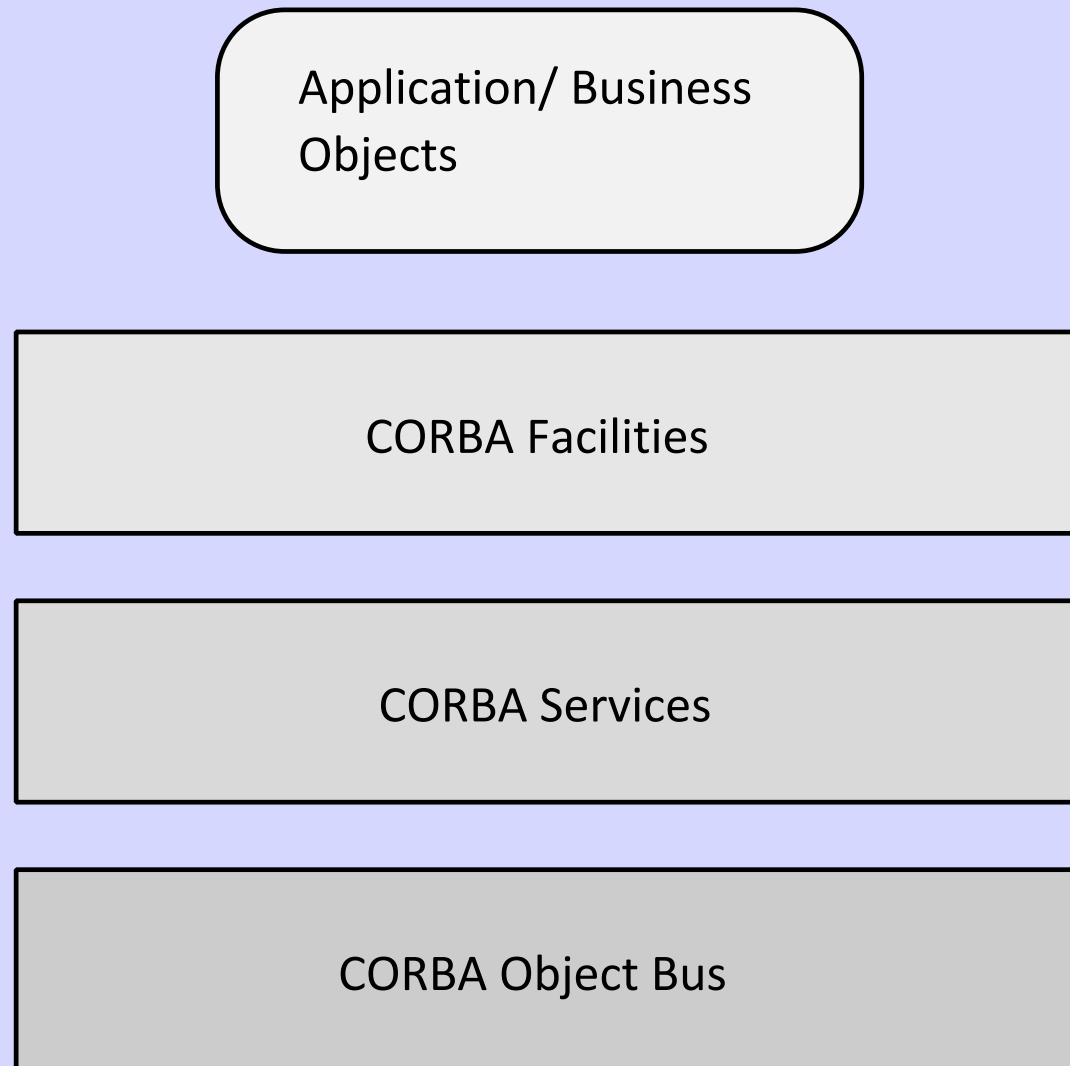 Application/ Business
Objects
CORBA Facilities
CORBA Services
CORBA Object Bus